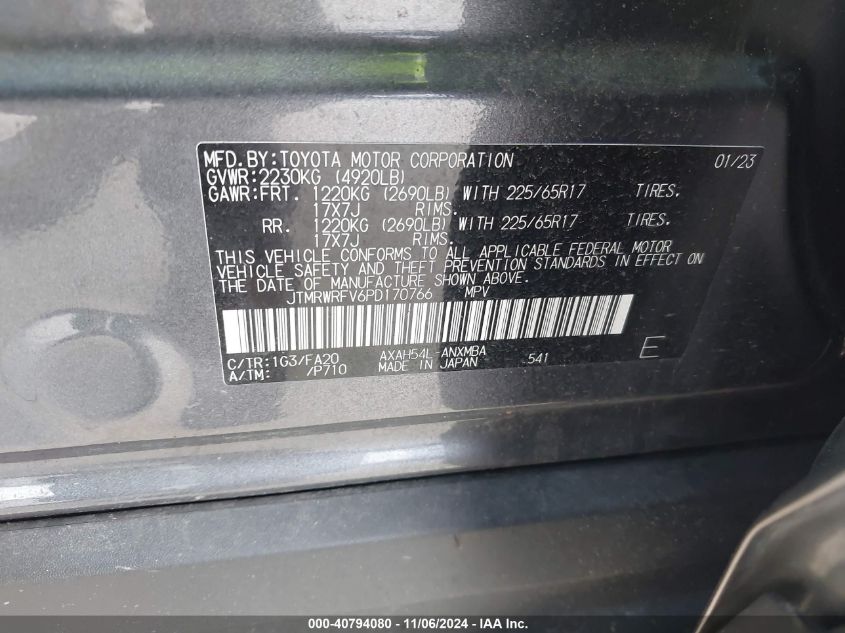 MFD.BY:TOYOTA MOTOR CORPORATION 01/23
GVWR:2230KG (4920LB)
GAWR:FRT. 1220KG (2690LB) WITH 225/65R17 TIRES.
17X7J RIMS.
RR. 1220KG (2690LB) WITH 225/65R17 TIRES.
17X7J RIMS.
THIS VEHICLE CONFORMS TO ALL APPLICABLE FEDERAL MOTOR
VEHICLE SAFETY AND THEFT PREVENTION STANDARDS IN EFFECT ON
THE DATE OF MANUFACTURE SHOWN ABOVE.
JTMRWRFV6PD170766 MPV
C/TR:1G3/FA20 AXAH54L-ANXMBA .541 E
A/TM: /P710 MADE IN JAPAN
000-40794080 - 11/06/2024 - IAA Inc.